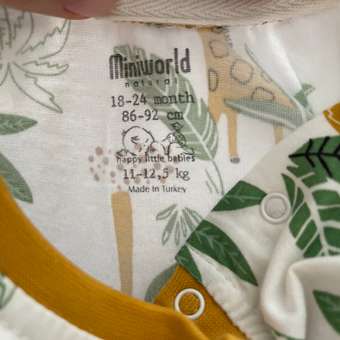 Miniworld
natural
18-24 month
86-92 cm
happy little babies
11-12,5 kg
Made in Turkey